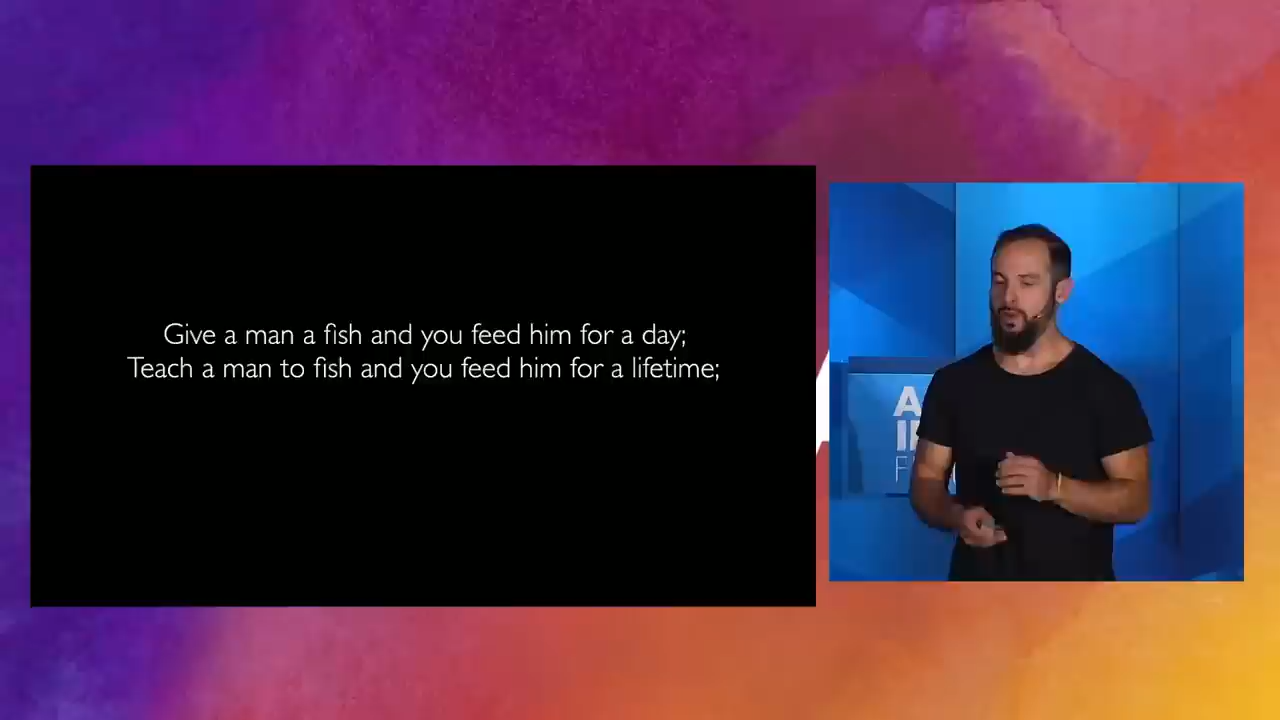 Give a man a fish and you feed him for a day;
Teach a man to fish and you feed him for a lifetime;